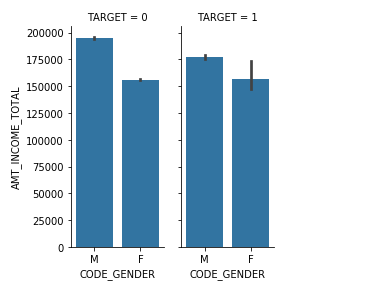 TARGET = 0 TARGET = 1
200000
175000
150000
125000
100000
75000
50000
25000
0
AMT_INCOME_TOTAL
M F M F
CODE_GENDER CODE_GENDER